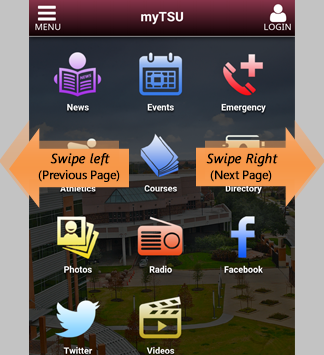 myTSU
MENU
LOGIN
News
Events
Emergency
Swipe left
(Previous Page)
Swipe Right
(Next Page)
Athletics
Courses
Directory
Photos
Radio
Facebook
Twitter
Videos